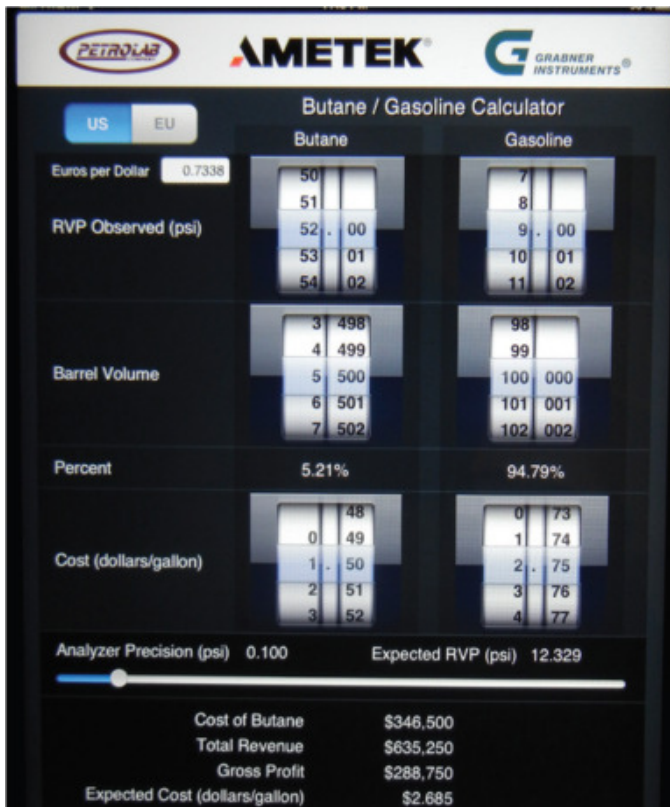 PETROLAB
AMETEK®
GRABNER
INSTRUMENTS®
US EU
Butane / Gasoline Calculator
Butane Gasoline
Euros per Dollar 0.7338
50 7
51 8
RVP Observed (psi) 52 . 00 9 . 00
53 01 10 01
54 02 11 02
3 498 98
4 499 99
Barrel Volume 5 500 100 000
6 501 101 001
7 502 102 002
Percent 5.21% 94.79%
48 0 73
0 49 1 74
Cost (dollars/gallon) 1 . 50 2 . 75
2 51 3 76
3 52 4 77
Analyzer Precision (psi) 0.100 Expected RVP (psi) 12.329
Cost of Butane $346,500
Total Revenue $635,250
Gross Profit $288,750
Expected Cost (dollars/gallon) $2.685